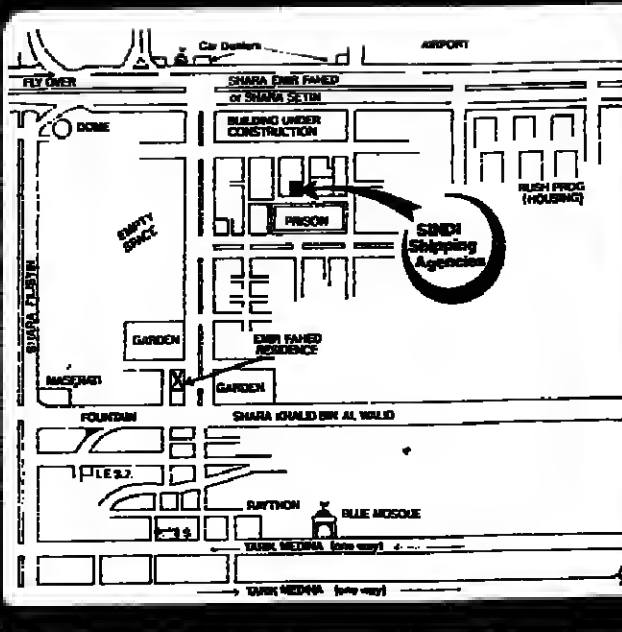 Car Dealers
AIRPORT
FLY OVER
SHARA EMIR FAHED
or SHARA SETIN
DOME
BUILDING UNDER
CONSTRUCTION
RUSH PROG
(HOUSING)
EMPTY
SPACE
PRISON
SINDI
Shipping
Agencies
SHARA FLISTIN
GARDEN
EMIR FAHED
RESIDENCE
MASERATI
GARDEN
FOUNTAIN
SHARA KHALID BIN AL WALID
RAYTHON
BLUE MOSQUE
TARIK MEDINA (one way)
TARIK MEDINA (one way)